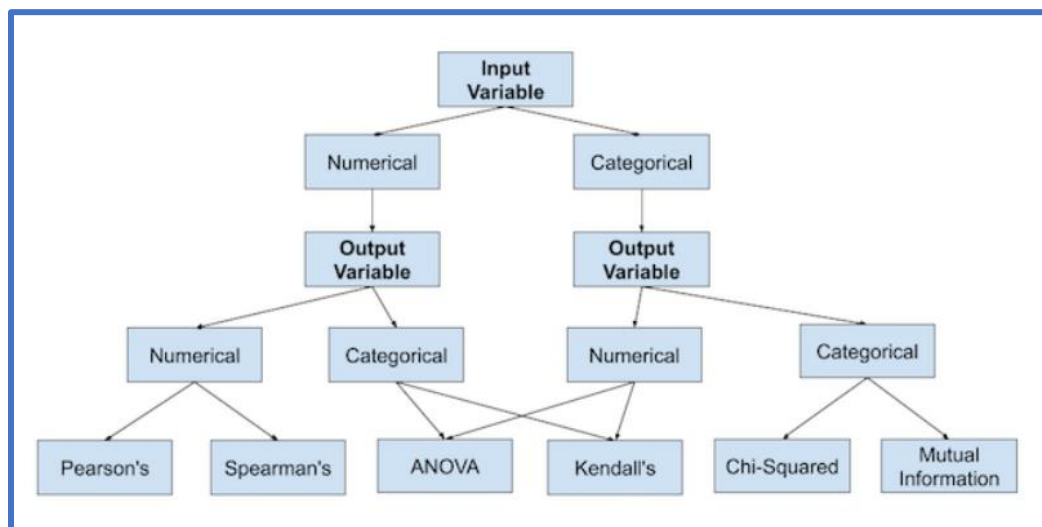 Input
Variable
Numerical
Categorical
Output
Variable
Output
Variable
Numerical
Categorical
Numerical
Categorical
Pearson's
Spearman's
ANOVA
Kendall's
Chi-Squared
Mutual
Information